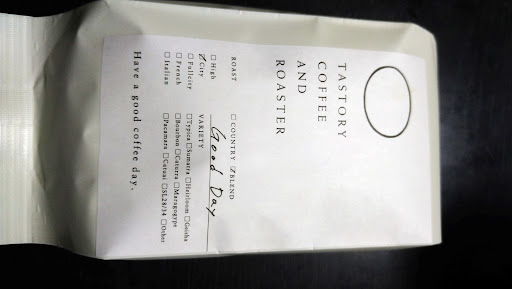 TASTORY
COFFEE
AND
ROASTER
ROAST
□High
☑City
□Fullcity
□French
□Italian
□COUNTRY ☑BLEND
Good Day
VARIETY
□Typica □Sumatra □Heirloom □Geisha
□Bourbon □Caturra □Maragogype
□Pacamara □Catuai □SL28/34 □Other
Have a good coffee day.